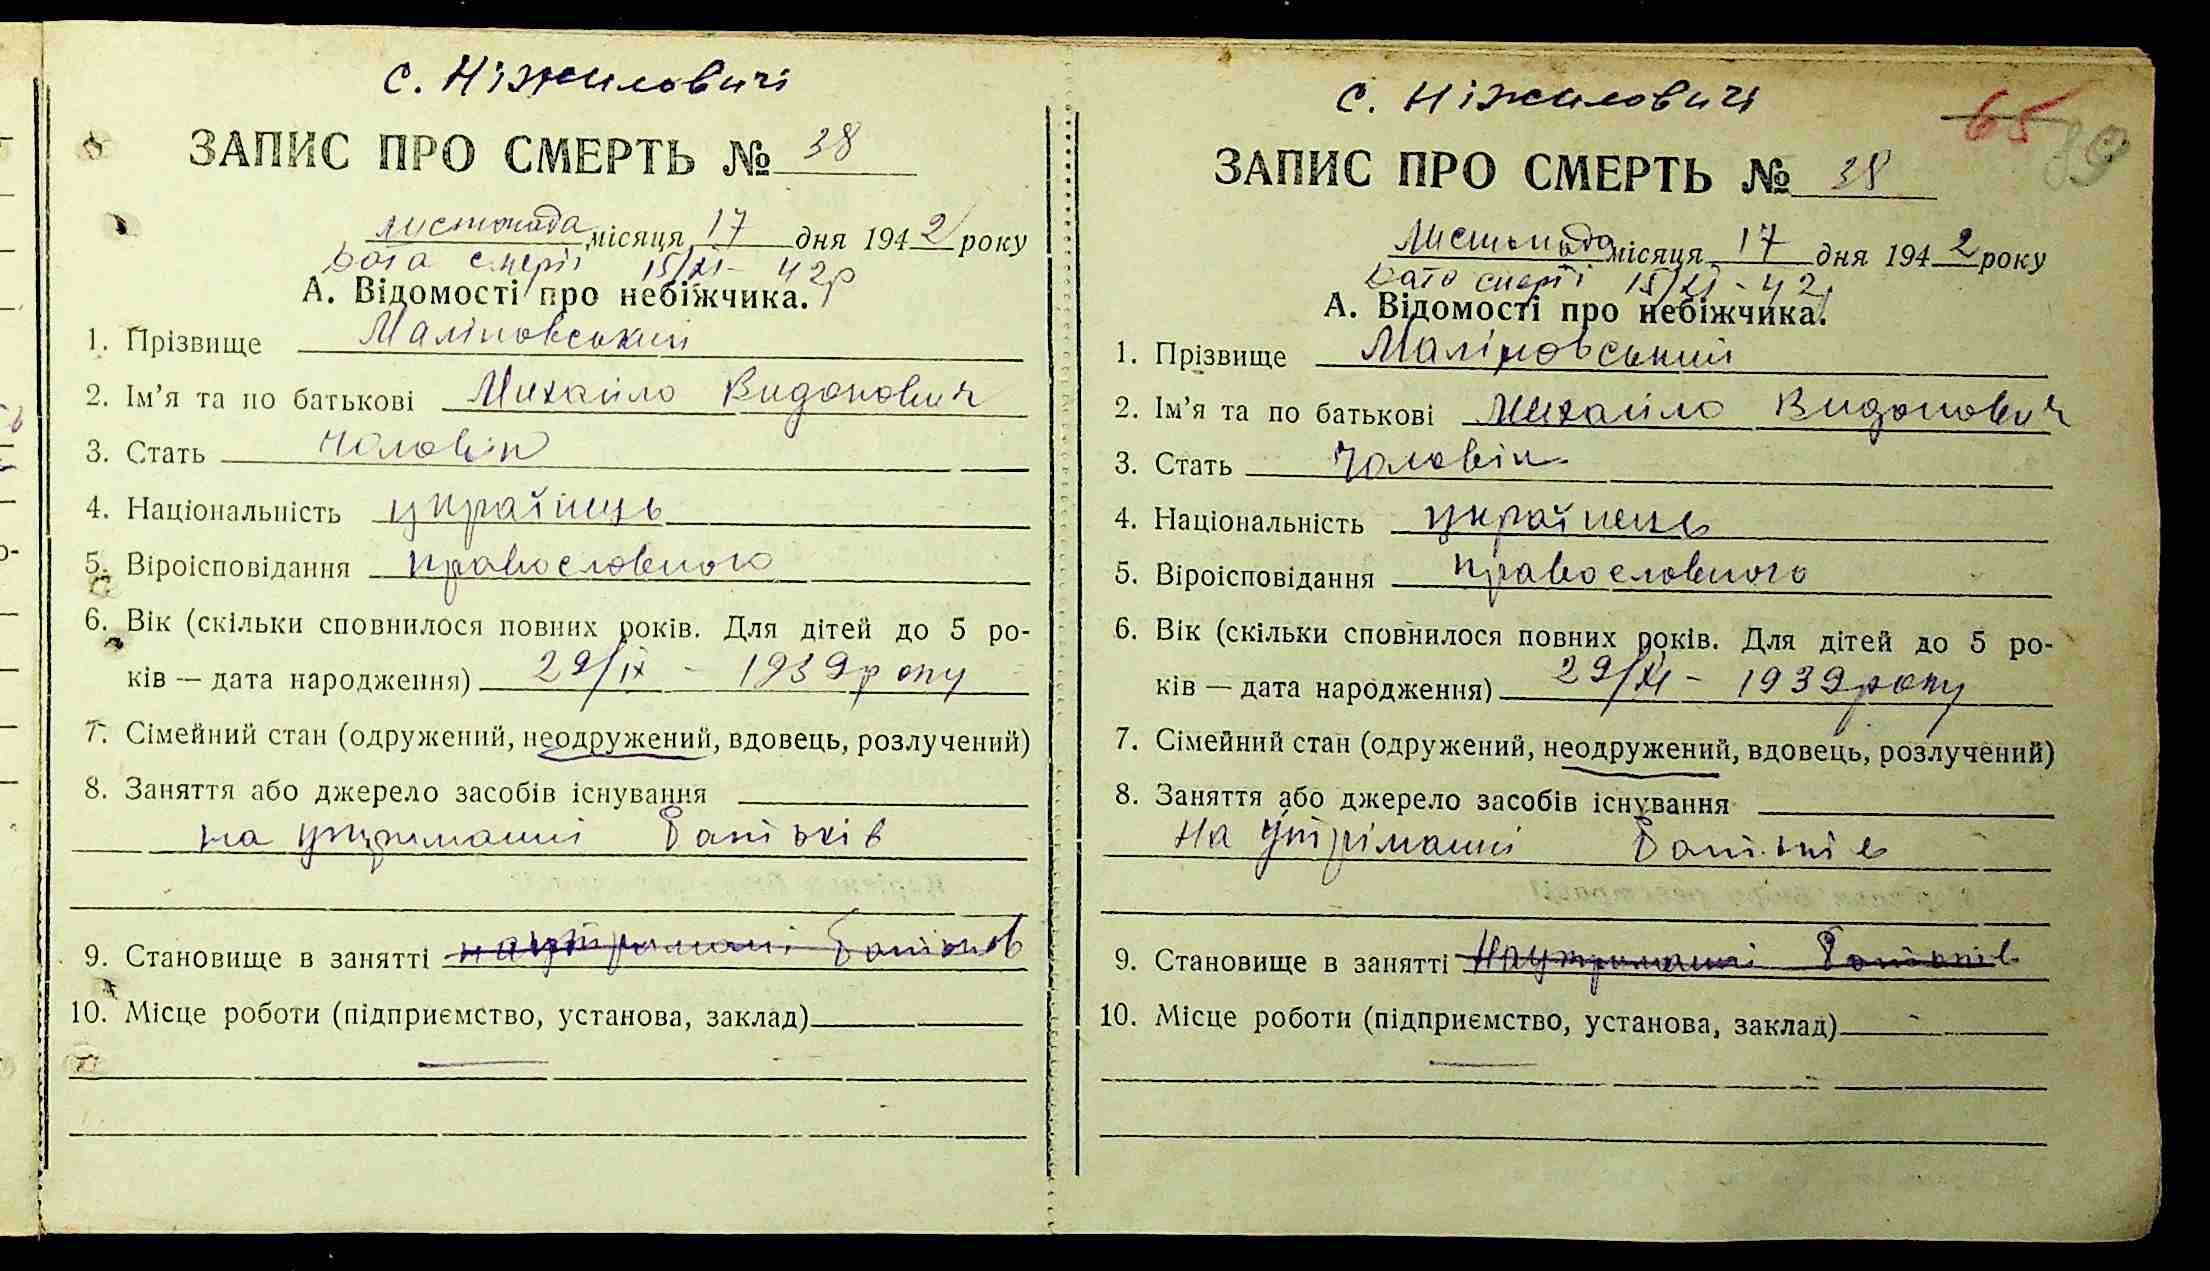 с. Ніжиловичі
ЗАПИС ПРО СМЕРТЬ № 38
листопада місяця 17 дня 1942 року
Дата смерті 15/XI - 42р
А. Відомості про небіжчика.
1. Прізвище Маліновський
2. Ім'я та по батькові Михайло Видонович
3. Стать чоловік
4. Національність українець
5. Віроісповідання православного
6. Вік (скільки сповнилося повних років. Для дітей до 5 ро-
ків — дата народження) 29/IX - 1939 року
7. Сімейний стан (одружений, неодружений, вдовець, розлучений)
8. Заняття або джерело засобів існування
на утриманні батьків
9. Становище в занятті на утриманні батьків
10. Місце роботи (підприємство, установа, заклад)
с. Ніжиловичі
65
89
ЗАПИС ПРО СМЕРТЬ № 38
листопада місяця 17 дня 1942 року
Дата смерті 15/XI - 42
А. Відомості про небіжчика.
1. Прізвище Маліновський
2. Ім'я та по батькові Михайло Видонович
3. Стать чоловік
4. Національність українець
5. Віроісповідання православного
6. Вік (скільки сповнилося повних років. Для дітей до 5 ро-
ків — дата народження) 29/XI - 1939 року
7. Сімейний стан (одружений, неодружений, вдовець, розлучений)
8. Заняття або джерело засобів існування
на утріманні батьків
9. Становище в занятті на утриманні батьків
10. Місце роботи (підприємство, установа, заклад)